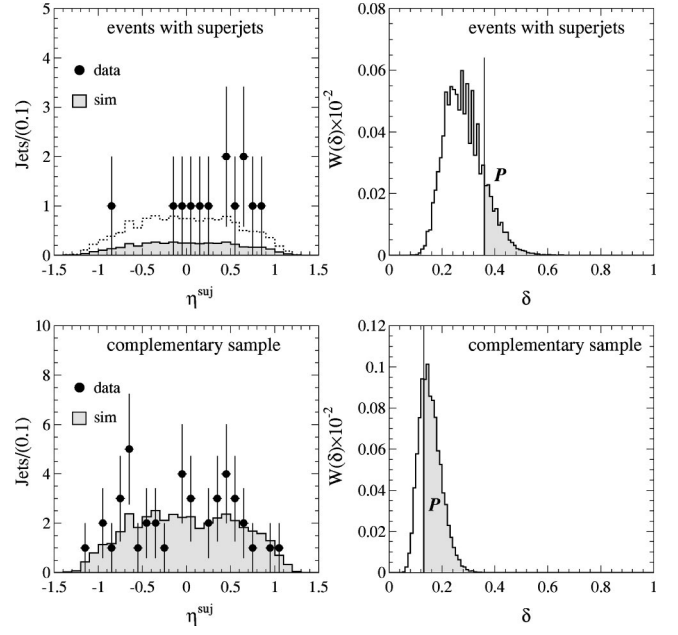 events with superjets
data
sim
Jets/(0.1)
5
4
3
2
1
0
-1.5 -1 -0.5 0 0.5 1 1.5
η^suj
events with superjets
W(δ)×10^-2
0.08
0.06
0.04
0.02
0
P
0 0.2 0.4 0.6 0.8 1
δ
complementary sample
data
sim
Jets/(0.1)
10
8
6
4
2
0
-1.5 -1 -0.5 0 0.5 1 1.5
η^suj
complementary sample
W(δ)×10^-2
0.12
0.1
0.08
0.06
0.04
0.02
0
P
0 0.2 0.4 0.6 0.8 1
δ